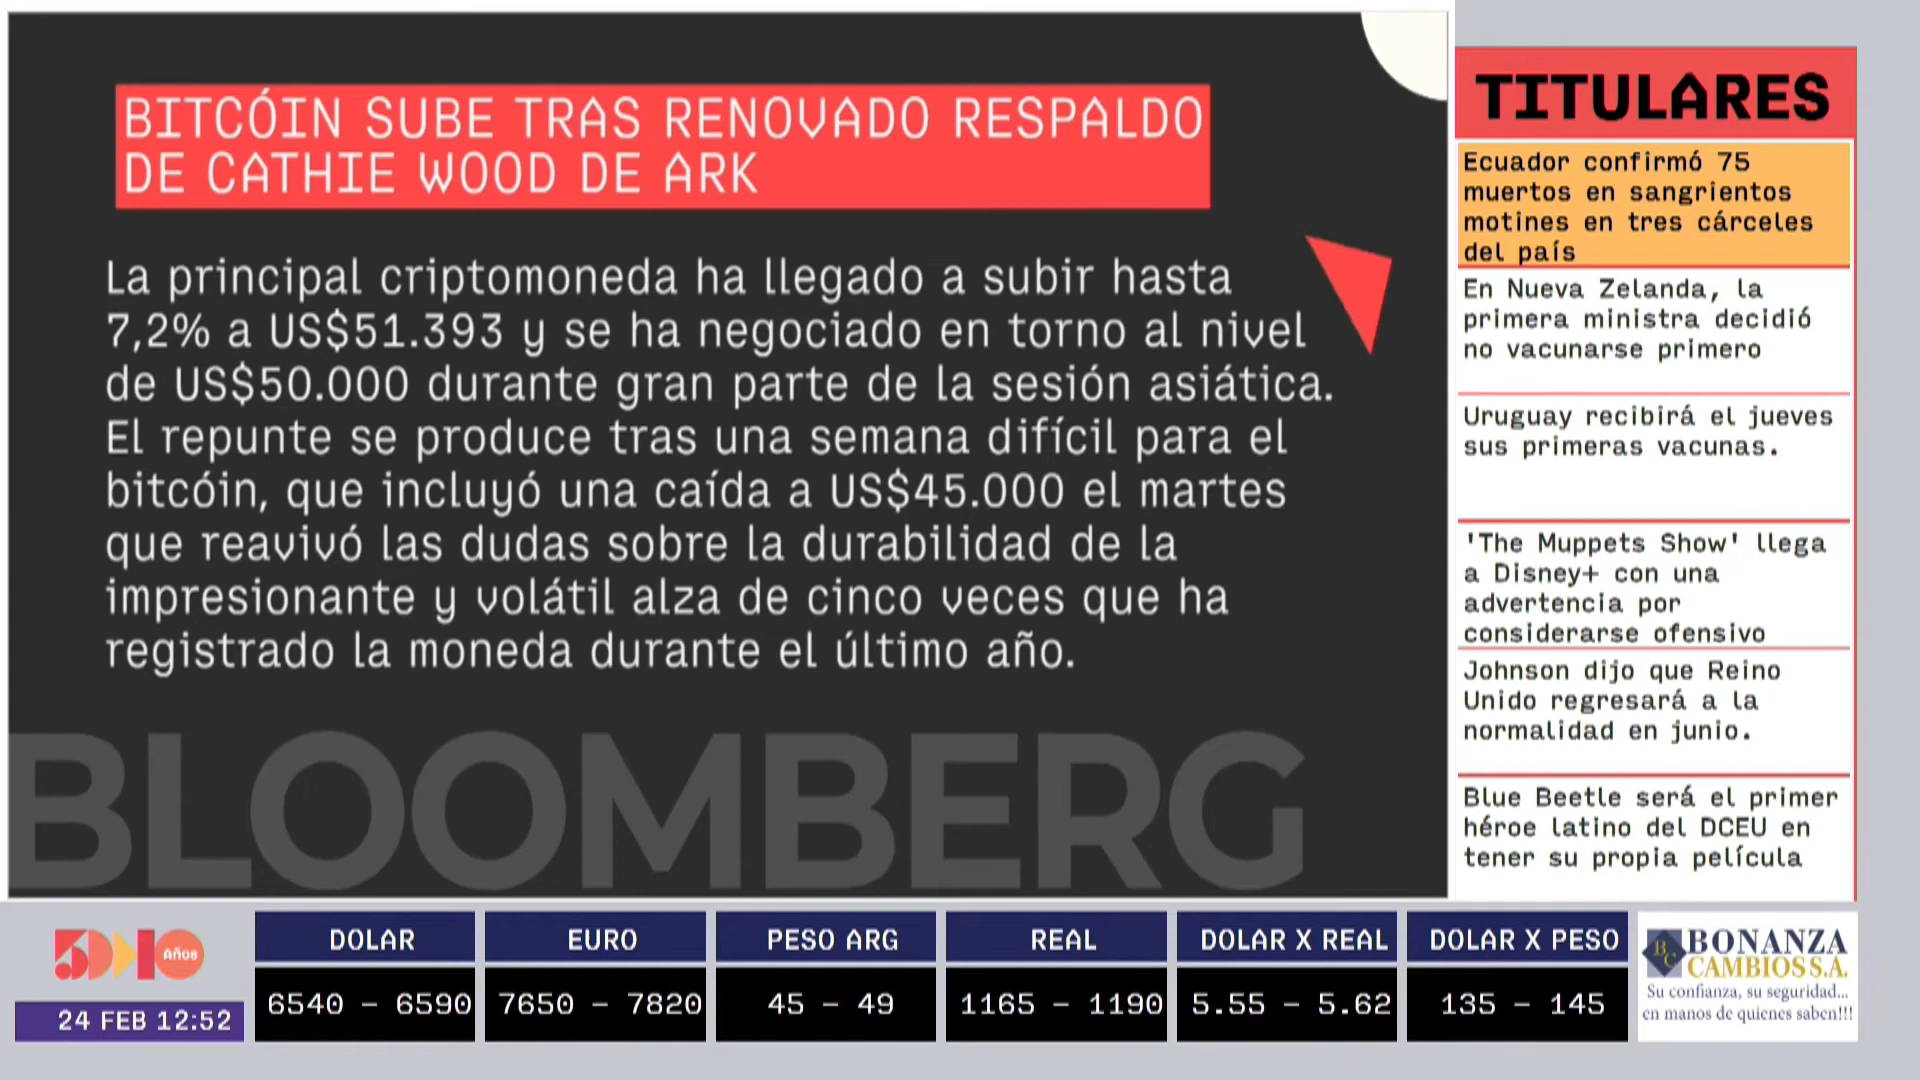 BITCÓIN SUBE TRAS RENOVADO RESPALDO
DE CATHIE WOOD DE ARK
La principal criptomoneda ha llegado a subir hasta
7,2% a US$51.393 y se ha negociado en torno al nivel
de US$50.000 durante gran parte de la sesión asiática.
El repunte se produce tras una semana difícil para el
bitcóin, que incluyó una caída a US$45.000 el martes
que reavivó las dudas sobre la durabilidad de la
impresionante y volátil alza de cinco veces que ha
registrado la moneda durante el último año.
BLOOMBERG
TITULARES
Ecuador confirmó 75
muertos en sangrientos
motines en tres cárceles
del país
En Nueva Zelanda, la
primera ministra decidió
no vacunarse primero
Uruguay recibirá el jueves
sus primeras vacunas.
'The Muppets Show' llega
a Disney+ con una
advertencia por
considerarse ofensivo
Johnson dijo que Reino
Unido regresará a la
normalidad en junio.
Blue Beetle será el primer
héroe latino del DCEU en
tener su propia película
Años
24 FEB 12:52
DOLAR
6540 - 6590
EURO
7650 - 7820
PESO ARG
45 - 49
REAL
1165 - 1190
DOLAR X REAL
5.55 - 5.62
DOLAR X PESO
135 - 145
BC
BONANZA
CAMBIOS S.A.
Su confianza, su seguridad...
en manos de quienes saben!!!